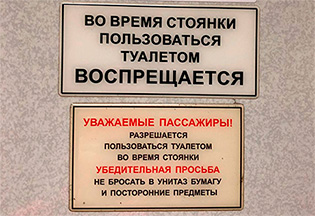 ВО ВРЕМЯ СТОЯНКИ
ПОЛЬЗОВАТЬСЯ
ТУАЛЕТОМ
ВОСПРЕЩАЕТСЯ
УВАЖАЕМЫЕ ПАССАЖИРЫ!
РАЗРЕШАЕТСЯ
ПОЛЬЗОВАТЬСЯ ТУАЛЕТОМ
ВО ВРЕМЯ СТОЯНКИ
УБЕДИТЕЛЬНАЯ ПРОСЬБА
НЕ БРОСАТЬ В УНИТАЗ БУМАГУ
И ПОСТОРОННИЕ ПРЕДМЕТЫ